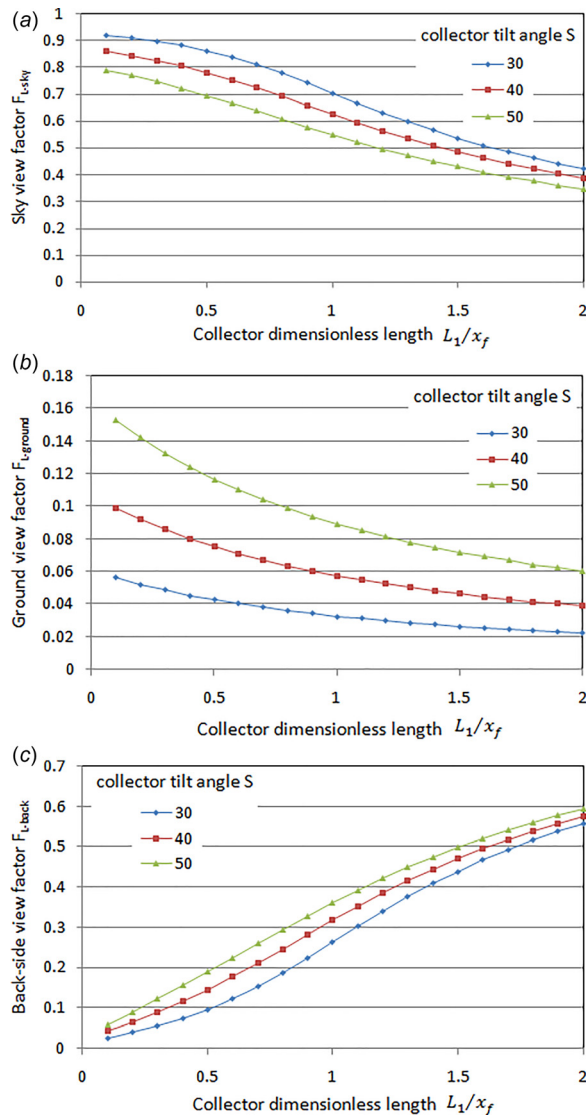 (a)
collector tilt angle S
30
40
50
Sky view factor F_L-sky
1
0.9
0.8
0.7
0.6
0.5
0.4
0.3
0.2
0.1
0
0 0.5 1 1.5 2
Collector dimensionless length L₁/x_f
(b)
collector tilt angle S
30
40
50
Ground view factor F_L-ground
0.18
0.16
0.14
0.12
0.1
0.08
0.06
0.04
0.02
0
0 0.5 1 1.5 2
Collector dimensionless length L₁/x_f
(c)
collector tilt angle S
30
40
50
Back-side view factor F_L-back
0.7
0.6
0.5
0.4
0.3
0.2
0.1
0
0 0.5 1 1.5 2
Collector dimensionless length L₁/x_f